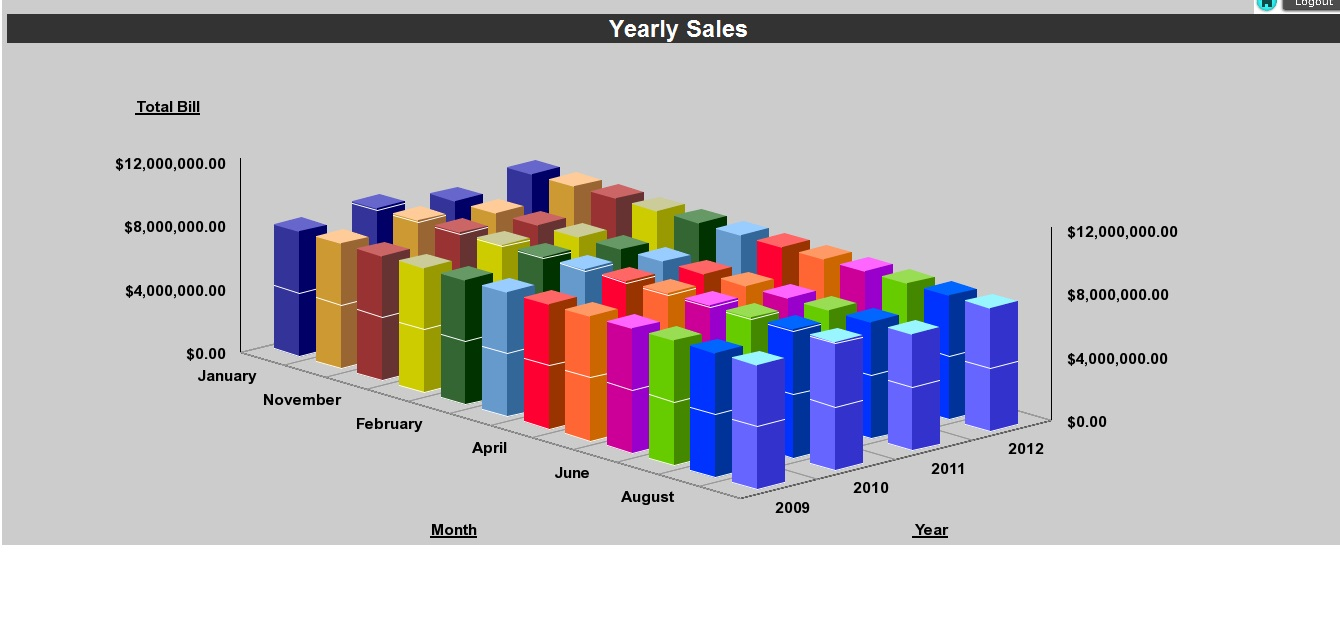 Logout
Yearly Sales
Total Bill
$12,000,000.00
$8,000,000.00
$4,000,000.00
$0.00
$12,000,000.00
$8,000,000.00
$4,000,000.00
$0.00
January
November
February
April
June
August
2009
2010
2011
2012
Month
Year